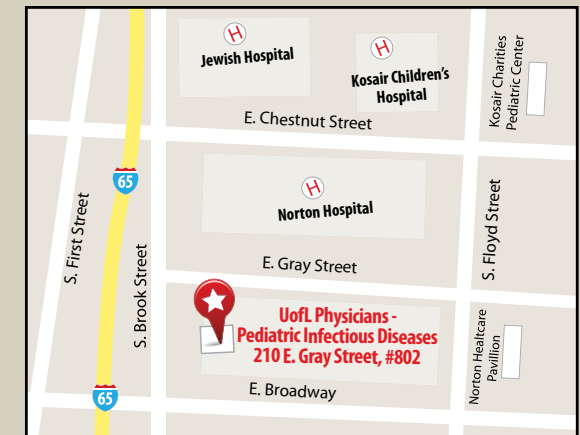 H
Jewish Hospital
H
Kosair Children's
Hospital
Kosair Charities
Pediatric Center
E. Chestnut Street
65
H
Norton Hospital
S. First Street
S. Brook Street
S. Floyd Street
E. Gray Street
UofL Physicians -
Pediatric Infectious Diseases
210 E. Gray Street, #802
Norton Healtcare
Pavillion
E. Broadway
65